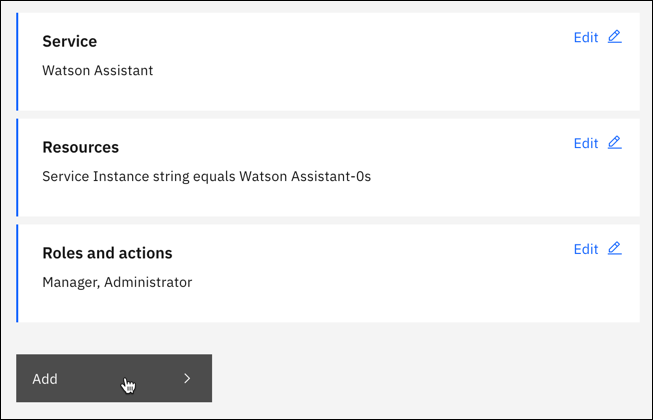 Service
Edit
Watson Assistant
Resources
Edit
Service Instance string equals Watson Assistant-0s
Roles and actions
Edit
Manager, Administrator
Add